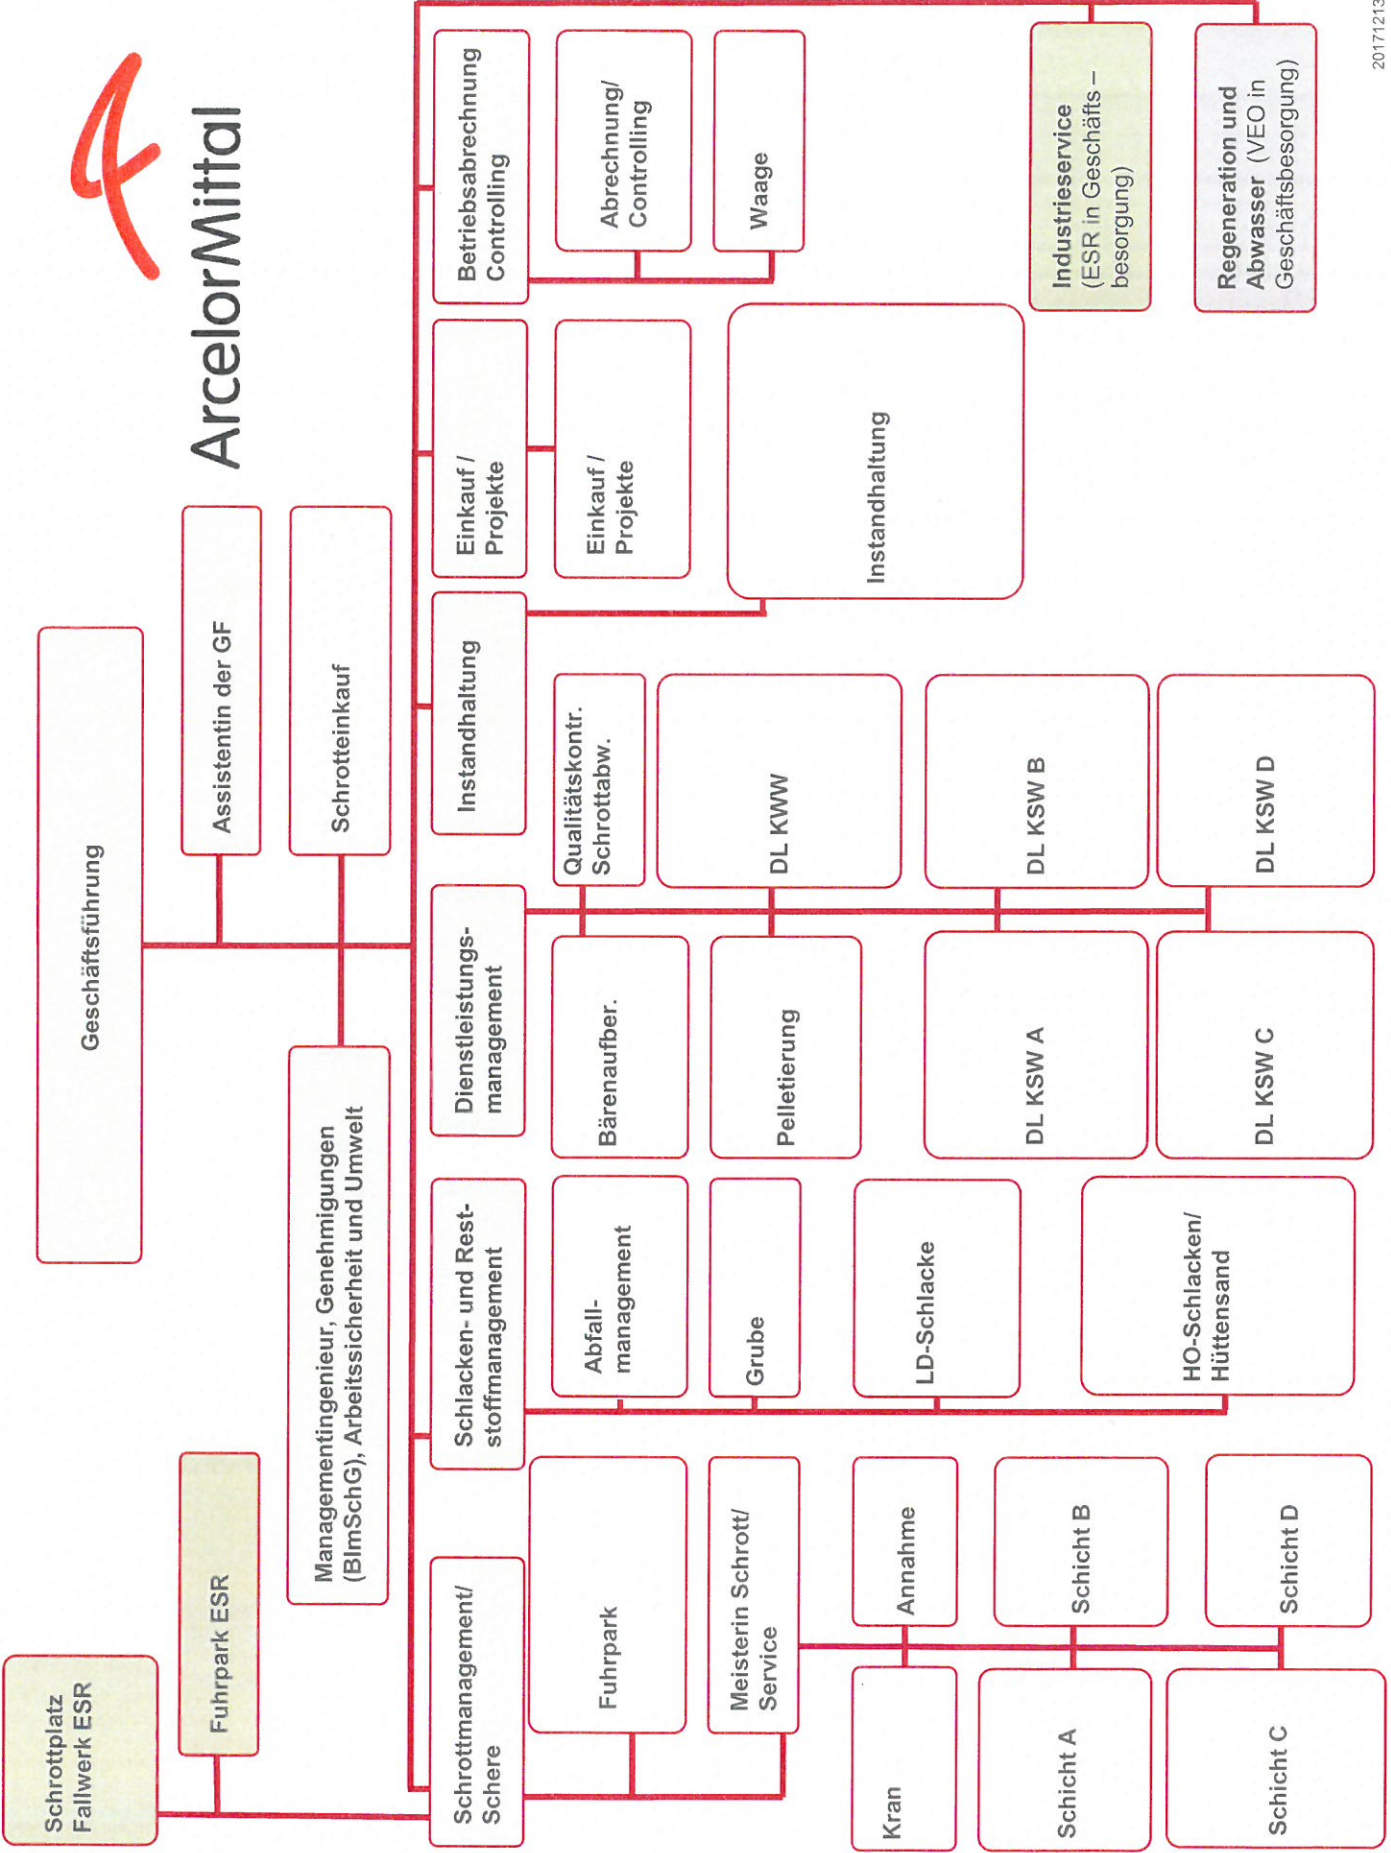 ArcelorMittal
Geschäftsführung
Assistentin der GF
Schrotteinkauf
Managementingenieur, Genehmigungen
(BImSchG), Arbeitssicherheit und Umwelt
Schrottplatz
Fallwerk ESR
Fuhrpark ESR
Schrottmanagement/
Schere
Fuhrpark
Meisterin Schrott/
Service
Kran
Annahme
Schicht A
Schicht B
Schicht C
Schicht D
Schlacken- und Rest-
stoffmanagement
Abfall-
management
Grube
LD-Schlacke
HO-Schlacken/
Hüttensand
Dienstleistungs-
management
Bärenaufber.
Qualitätskontr.
Schrottabw.
Pelletierung
DL KWW
DL KSW A
DL KSW B
DL KSW C
DL KSW D
Instandhaltung
Instandhaltung
Einkauf /
Projekte
Einkauf /
Projekte
Betriebsabrechnung
Controlling
Abrechnung/
Controlling
Waage
Industrieservice
(ESR in Geschäfts –
besorgung)
Regeneration und
Abwasser (VEO in
Geschäftsbesorgung)
20171213